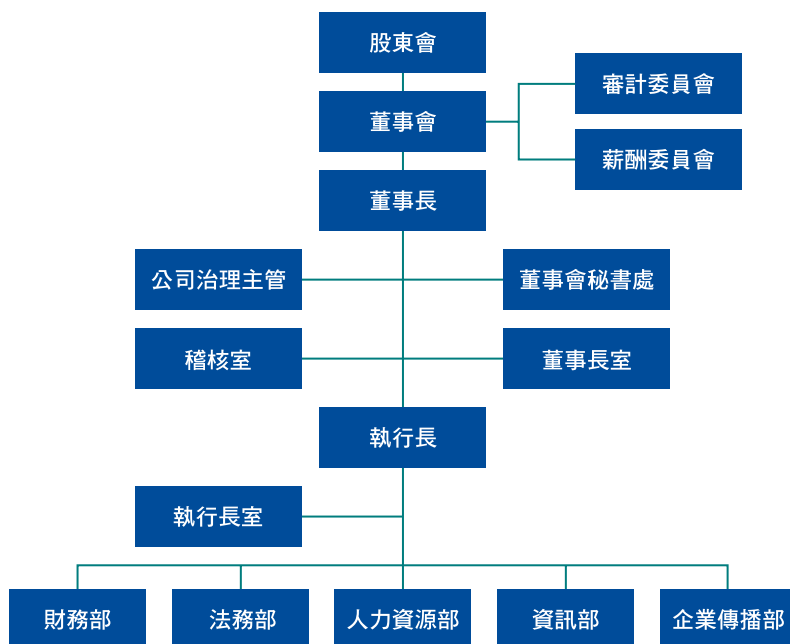 股東會
董事會
審計委員會
薪酬委員會
董事長
公司治理主管
董事會秘書處
稽核室
董事長室
執行長
執行長室
財務部
法務部
人力資源部
資訊部
企業傳播部